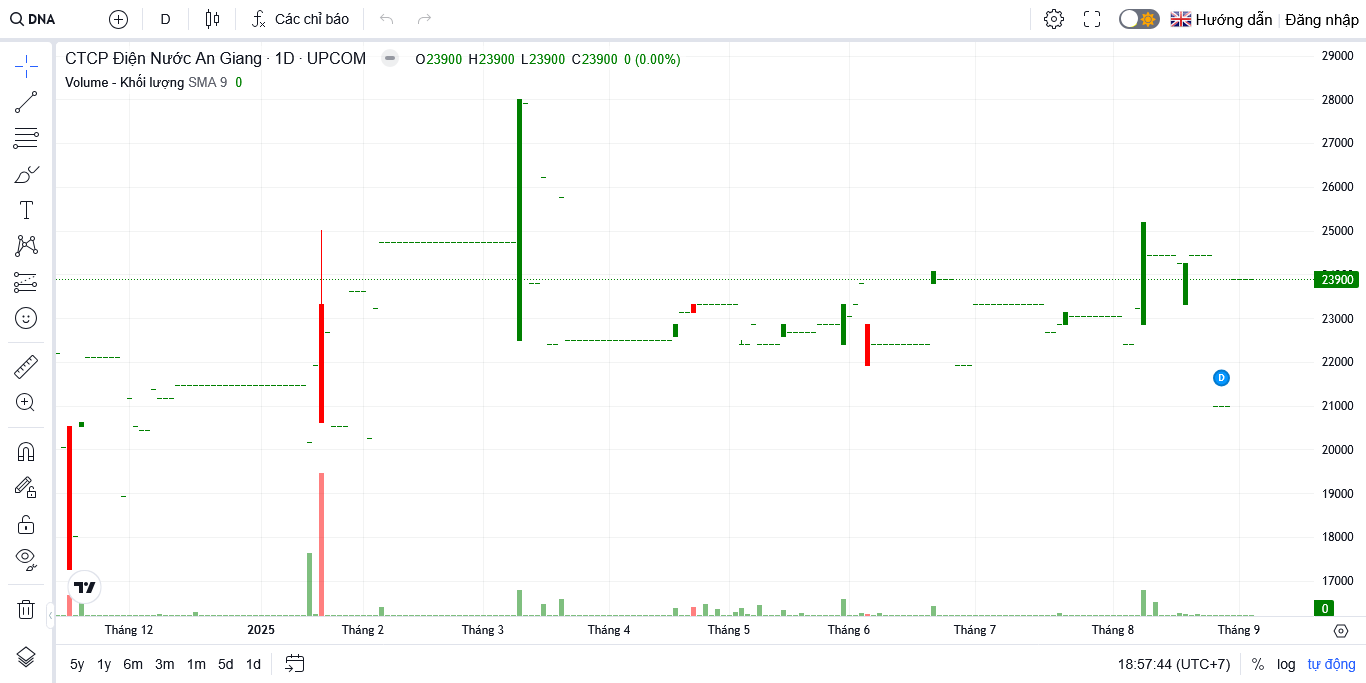 DNA D Các chỉ báo Hướng dẫn Đăng nhập
CTCP Điện Nước An Giang · 1D · UPCOM O23900 H23900 L23900 C23900 0 (0.00%)
Volume - Khối lượng SMA 9 0
29000
28000
27000
26000
25000
23900
23000
22000
D
21000
20000
19000
18000
17000
0
Tháng 12 2025 Tháng 2 Tháng 3 Tháng 4 Tháng 5 Tháng 6 Tháng 7 Tháng 8 Tháng 9
5y 1y 6m 3m 1m 5d 1d 18:57:44 (UTC+7) % log tự động